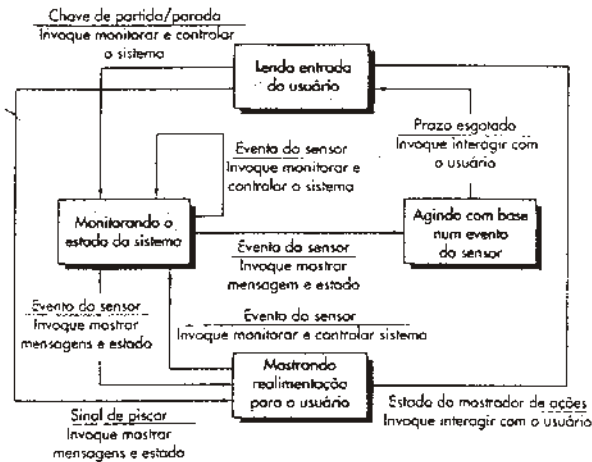 Chave de partida/parada
Invoque monitorar e controlar
o sistema
Lendo entrada
do usuário
Prazo esgotado
Invoque interagir com
o usuário
Evento do sensor
Invoque monitorar e
controlar o sistema
Monitorando o
estado do sistema
Agindo com base
num evento
do sensor
Evento do sensor
Invoque mostrar
mensagem e estado
Evento do sensor
Invoque mostrar
mensagens e estado
Evento do sensor
Invoque monitorar e controlar sistema
Mostrando
realimentação
para o usuário
Sinal de piscar
Invoque mostrar
mensagens e estado
Estado do mostrador de ações
Invoque interagir com o usuário